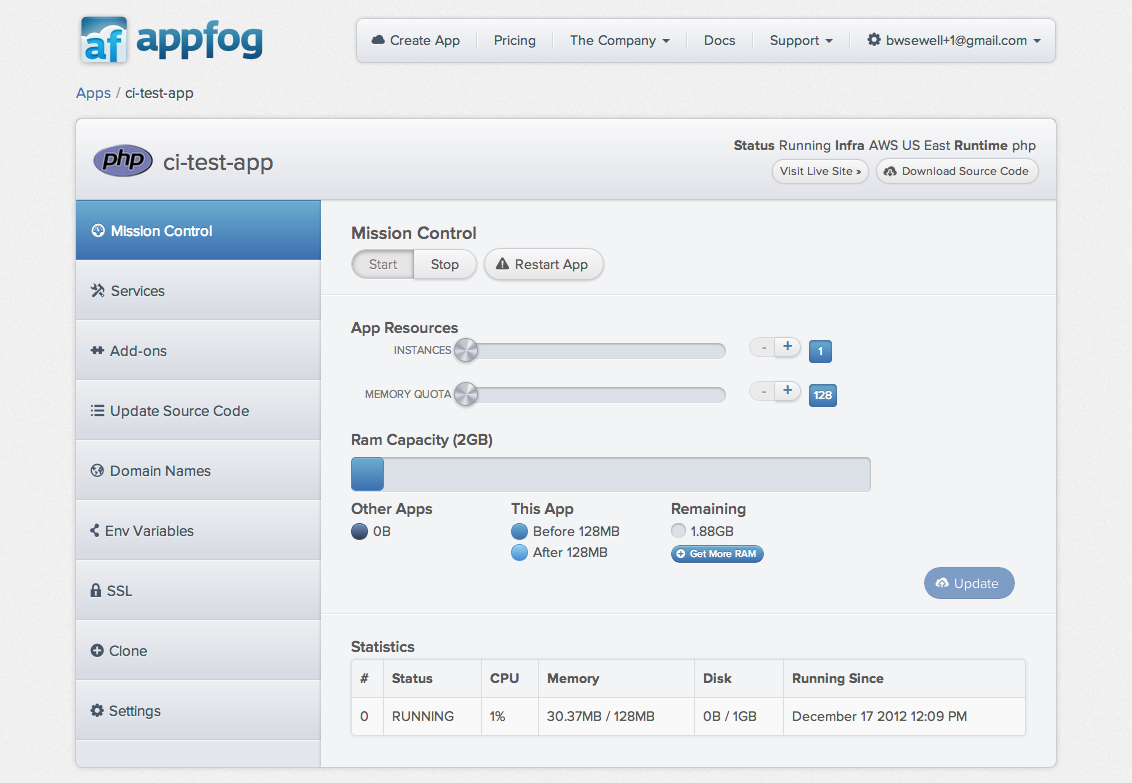 af appfog
Create App Pricing The Company Docs Support bwsewell+1@gmail.com
Apps / ci-test-app
php ci-test-app
Status Running Infra AWS US East Runtime php
Visit Live Site » Download Source Code
Mission Control
Services
Add-ons
Update Source Code
Domain Names
Env Variables
SSL
Clone
Settings
Mission Control
Start Stop Restart App
App Resources
INSTANCES - + 1
MEMORY QUOTA - + 128
Ram Capacity (2GB)
Other Apps This App Remaining
0B Before 128MB 1.88GB
After 128MB Get More RAM
Update
Statistics
# Status CPU Memory Disk Running Since
0 RUNNING 1% 30.37MB / 128MB 0B / 1GB December 17 2012 12:09 PM